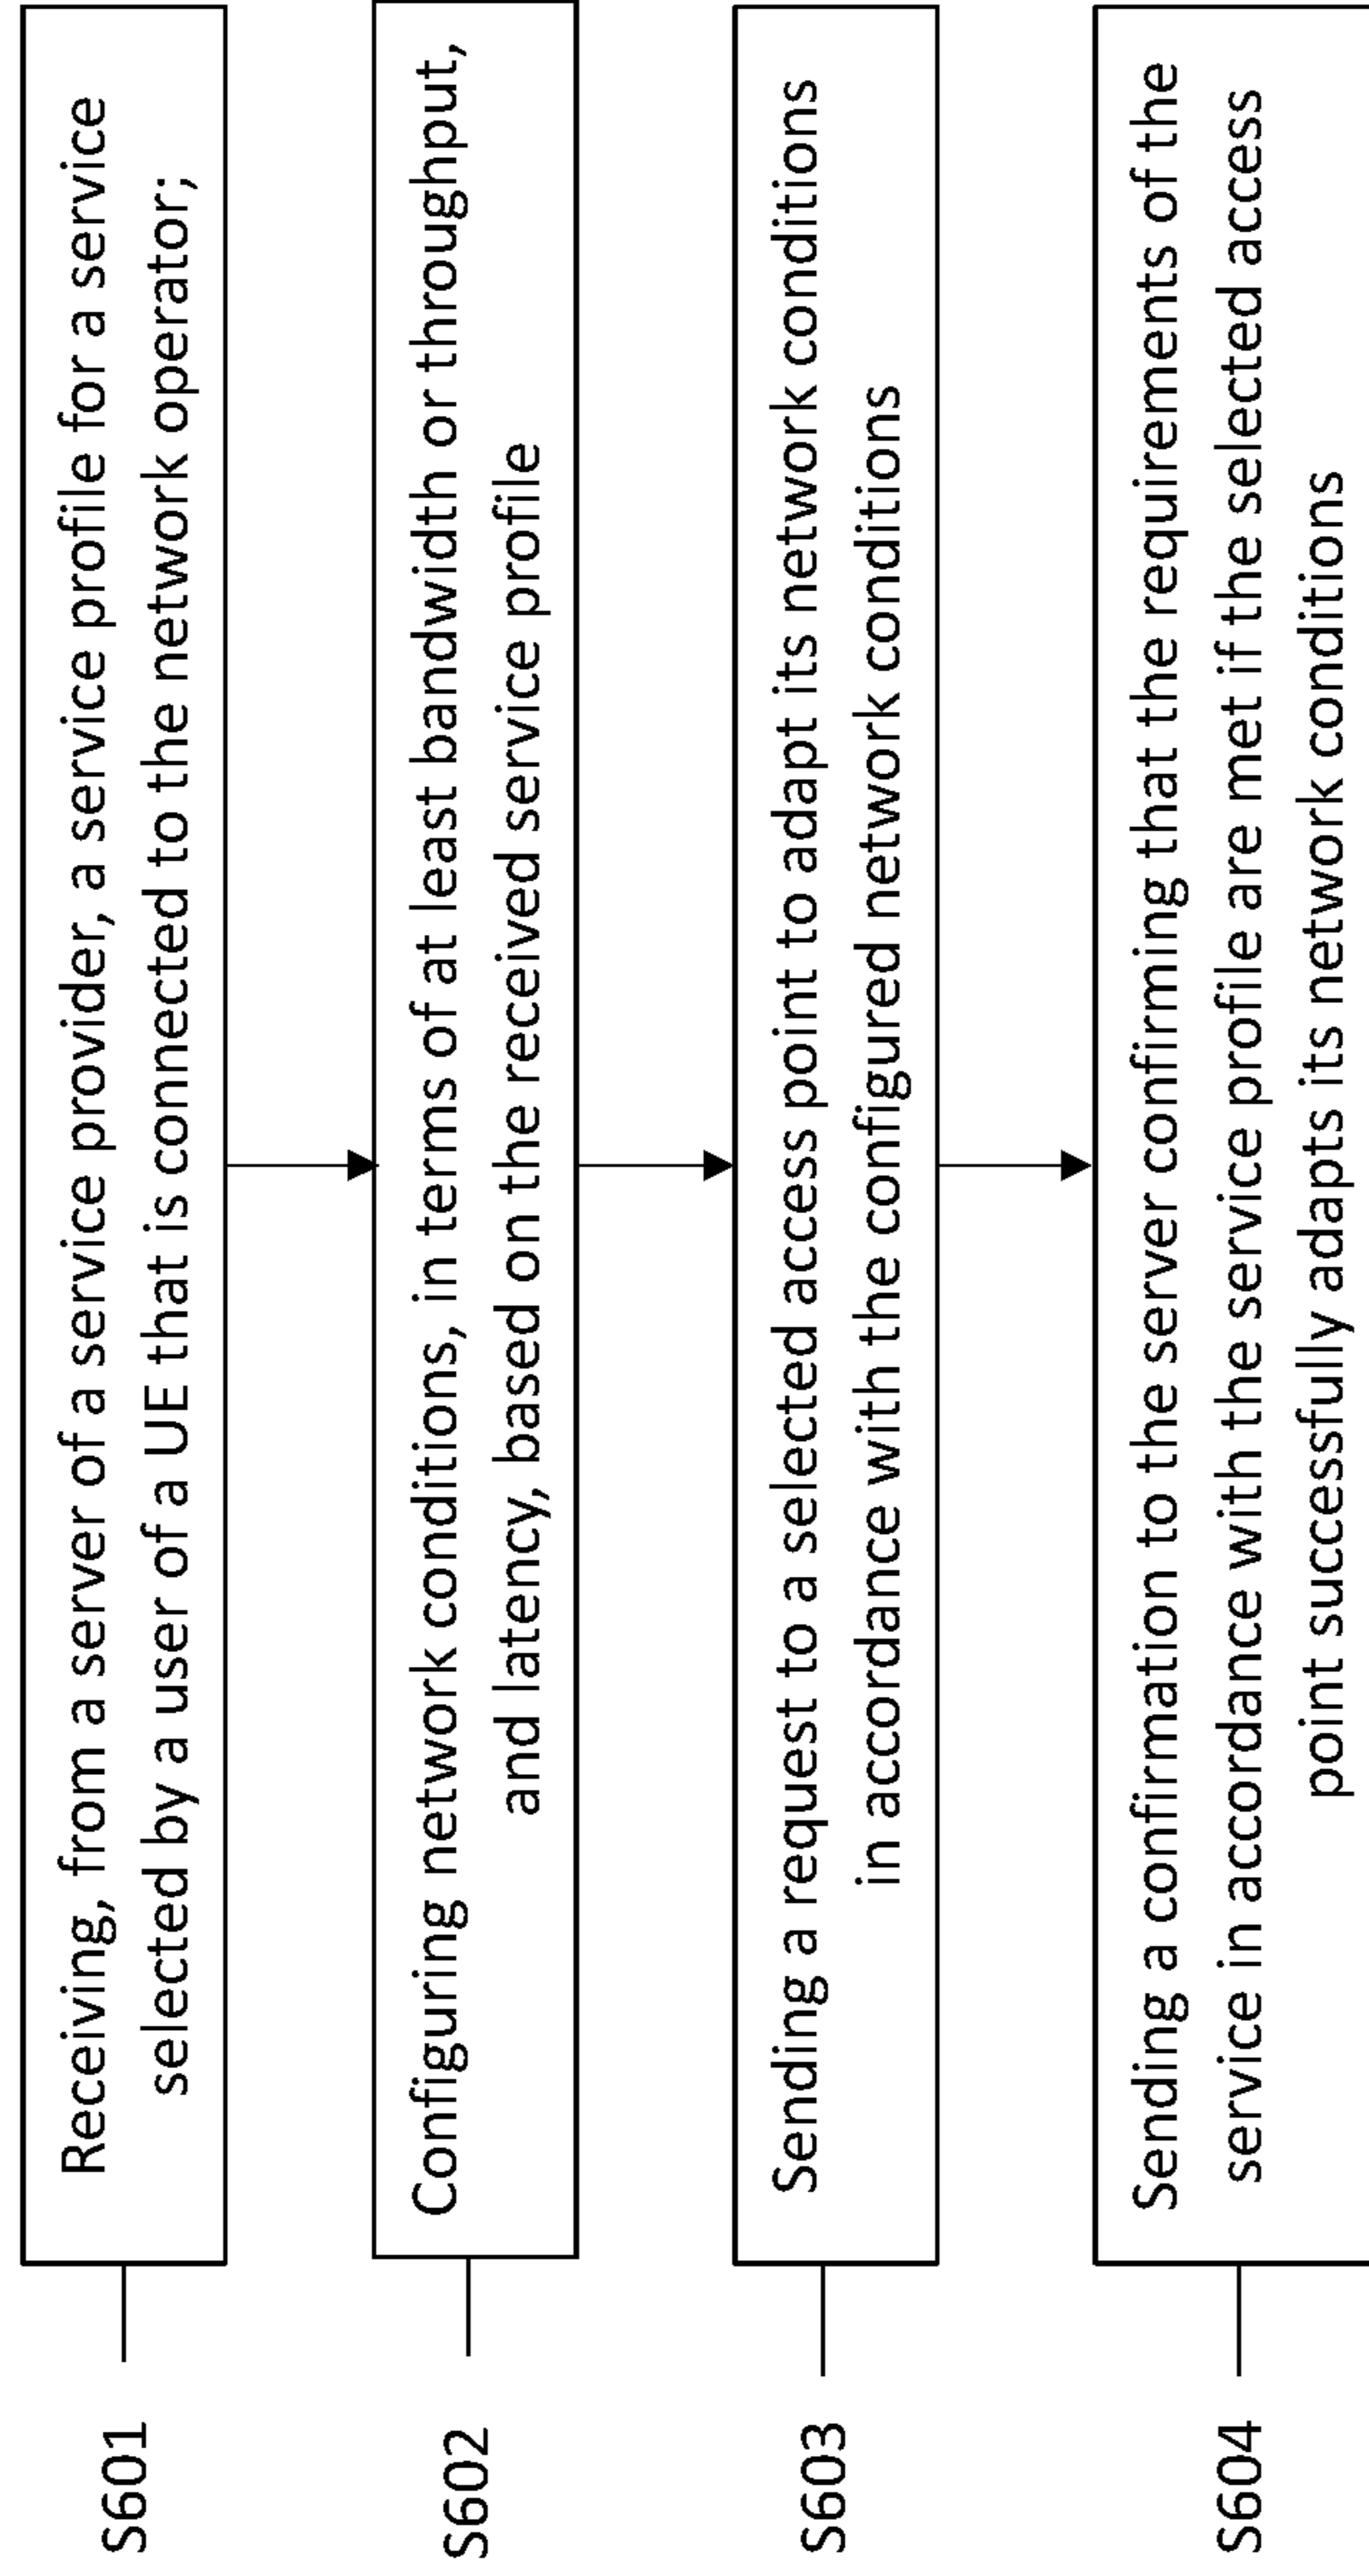 S601
Receiving, from a server of a service provider, a service profile for a service
selected by a user of a UE that is connected to the network operator;
S602
Configuring network conditions, in terms of at least bandwidth or throughput,
and latency, based on the received service profile
S603
Sending a request to a selected access point to adapt its network conditions
in accordance with the configured network conditions
S604
Sending a confirmation to the server confirming that the requirements of the
service in accordance with the service profile are met if the selected access
point successfully adapts its network conditions